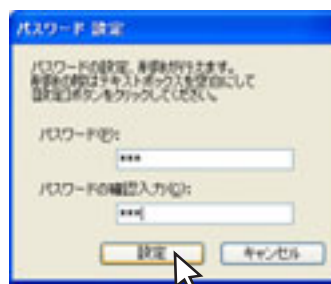 パスワード 設定
パスワードの設定、削除が行えます。
削除の際はテキストボックスを空白にして
[設定]ボタンをクリックしてください。
パスワード(P):
***
パスワードの確認入力(C):
***
設定
キャンセル